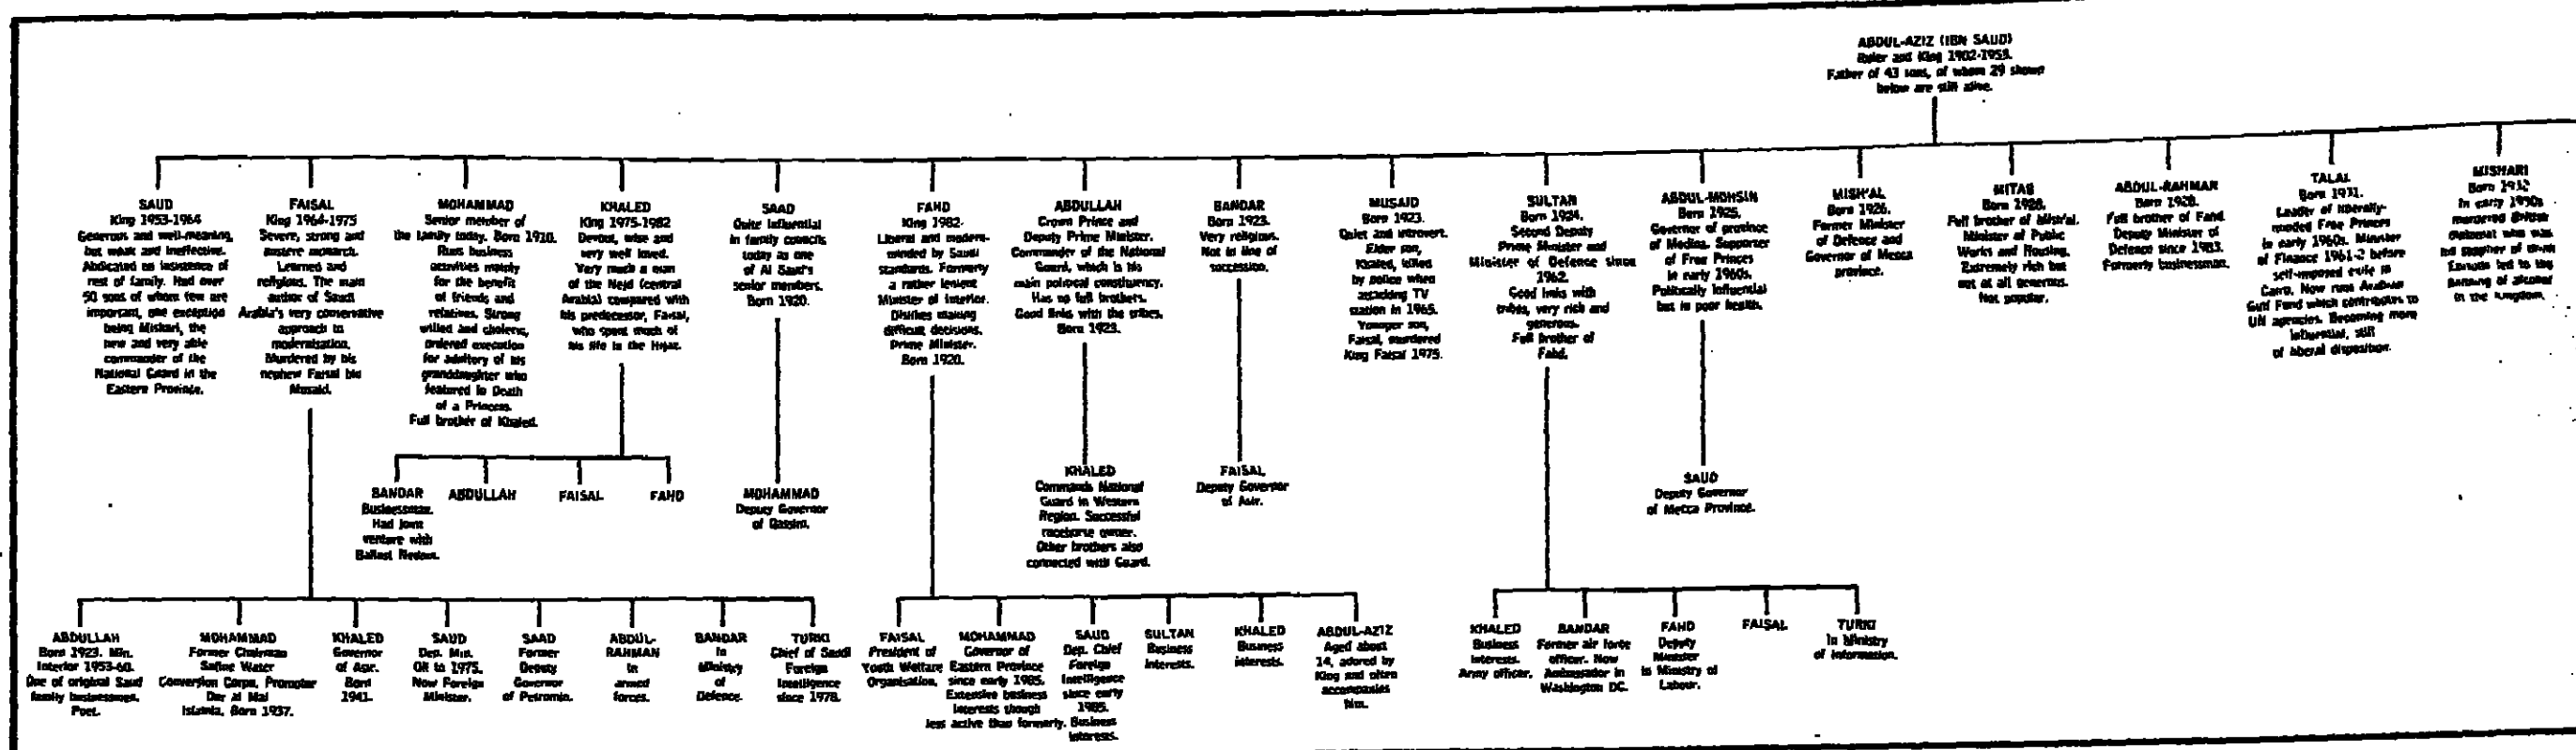 ABDUL-AZIZ (IBN SAUD)
Ruler and King 1902-1953.
Father of 43 sons, of whom 29 shown
below are still alive.
SAUD
King 1953-1964
Generous and well-meaning,
but weak and ineffective.
Abdicated on insistence of
rest of family. Had over
50 sons of whom few are
important, one exception
being Mishari, the
new and very able
commander of the
National Guard in the
Eastern Province.
FAISAL
King 1964-1975
Severe, strong and
austere monarch.
Learned and
religious. The main
author of Saudi
Arabia's very conservative
approach to
modernisation.
Murdered by his
nephew Faisal bin
Musaid.
MOHAMMAD
Senior member of
the family today. Born 1910.
Runs business
activities mainly
for the benefit
of friends and
relatives. Strong
willed and choleric,
ordered execution
for adultery of his
granddaughter who
featured in Death
of a Princess.
Full brother of Khaled.
KHALED
King 1975-1982
Devout, wise and
very well loved.
Very much a man
of the Nejd (central
Arabia) compared with
his predecessor, Faisal,
who spent much of
his life in the Hijaz.
SAAD
Quite influential
in family councils
today as one
of Al Saud's
senior members.
Born 1920.
FAHD
King 1982-
Liberal and modern-
minded by Saudi
standards. Formerly
a rather lenient
Minister of Interior.
Dislikes making
difficult decisions.
Prime Minister.
Born 1920.
ABDULLAH
Crown Prince and
Deputy Prime Minister.
Commander of the National
Guard, which is his
main political constituency.
Has no full brothers.
Good links with the tribes.
Born 1923.
BANDAR
Born 1923.
Very religious.
Not in line of
succession.
MUSAID
Born 1923.
Quiet and introvert.
Elder son,
Khaled, killed
by police when
attacking TV
station in 1965.
Younger son,
Faisal, murdered
King Faisal 1975.
SULTAN
Born 1924.
Second Deputy
Prime Minister and
Minister of Defence since
1962.
Good links with
tribes, very rich and
generous.
Full brother of
Fahd.
ABDUL-MOHSIN
Born 1925.
Governor of province
of Medina. Supporter
of Free Princes
in early 1960s.
Politically influential
but in poor health.
MISH'AL
Born 1926.
Former Minister
of Defence and
Governor of Mecca
province.
MITAB
Born 1928.
Full brother of Mish'al.
Minister of Public
Works and Housing.
Extremely rich but
not at all generous.
Not popular.
ABDUL-RAHMAR
Born 1928.
Full brother of Fand.
Deputy Minister of
Defence since 1983.
Formerly businessman.
TALAL
Born 1931.
Leader of liberally-
minded Free Princes
in early 1960s. Minister
of Finance 1961-2 before
self-imposed exile in
Cairo. Now runs Arabian
Gulf Fund which contributes to
UN agencies. Becoming more
influential, still
of liberal disposition.
MISHARI
Born 1932
In early 1950s
murdered British
diplomat who was
his supplier of drink
led to the
banning of alcohol
in the kingdom.
BANDAR
Businessman.
Had joint
venture with
Ballast Nedam.
ABDULLAH
FAISAL
FAHD
MOHAMMAD
Deputy Governor
of Qassim.
KHALED
Commands National
Guard in Western
Region. Successful
racehorse owner.
Other brothers also
connected with Guard.
FAISAL
Deputy Governor
of Asir.
SAUD
Deputy Governor
of Mecca Province.
ABDULLAH
Born 1923. Min.
Interior 1953-60.
One of original Saud
family businessmen.
Poet.
MOHAMMAD
Former Chairman
Saline Water
Conversion Corpn, Promoter
Dar al Mal
Islamia, Born 1937.
KHALED
Governor
of Asir.
Born
1941.
SAUD
Dep. Min.
Oil to 1975.
Now Foreign
Minister.
SAAD
Former
Deputy
Governor
of Petromin.
ABDUL-
RAHMAN
In
armed
forces.
BANDAR
In
Ministry
of
Defence.
TURKI
Chief of Saudi
Foreign
Intelligence
since 1978.
FAISAL
President of
Youth Welfare
Organisation.
MOHAMMAD
Governor of
Eastern Province
since early 1985.
Extensive business
interests though
less active than formerly.
SAUD
Dep. Chief
Foreign
Intelligence
since early
1985.
Business
interests.
SULTAN
Business
interests.
KHALED
Business
interests.
ABDUL-AZIZ
Aged about
14, adored by
King and often
accompanies
him.
KHALED
Business
interests.
Army officer.
BANDAR
Former air force
officer. Now
Ambassador in
Washington DC.
FAHD
Deputy
Minister
in Ministry of
Labour.
FAISAL
TURKI
In Ministry
of Information.